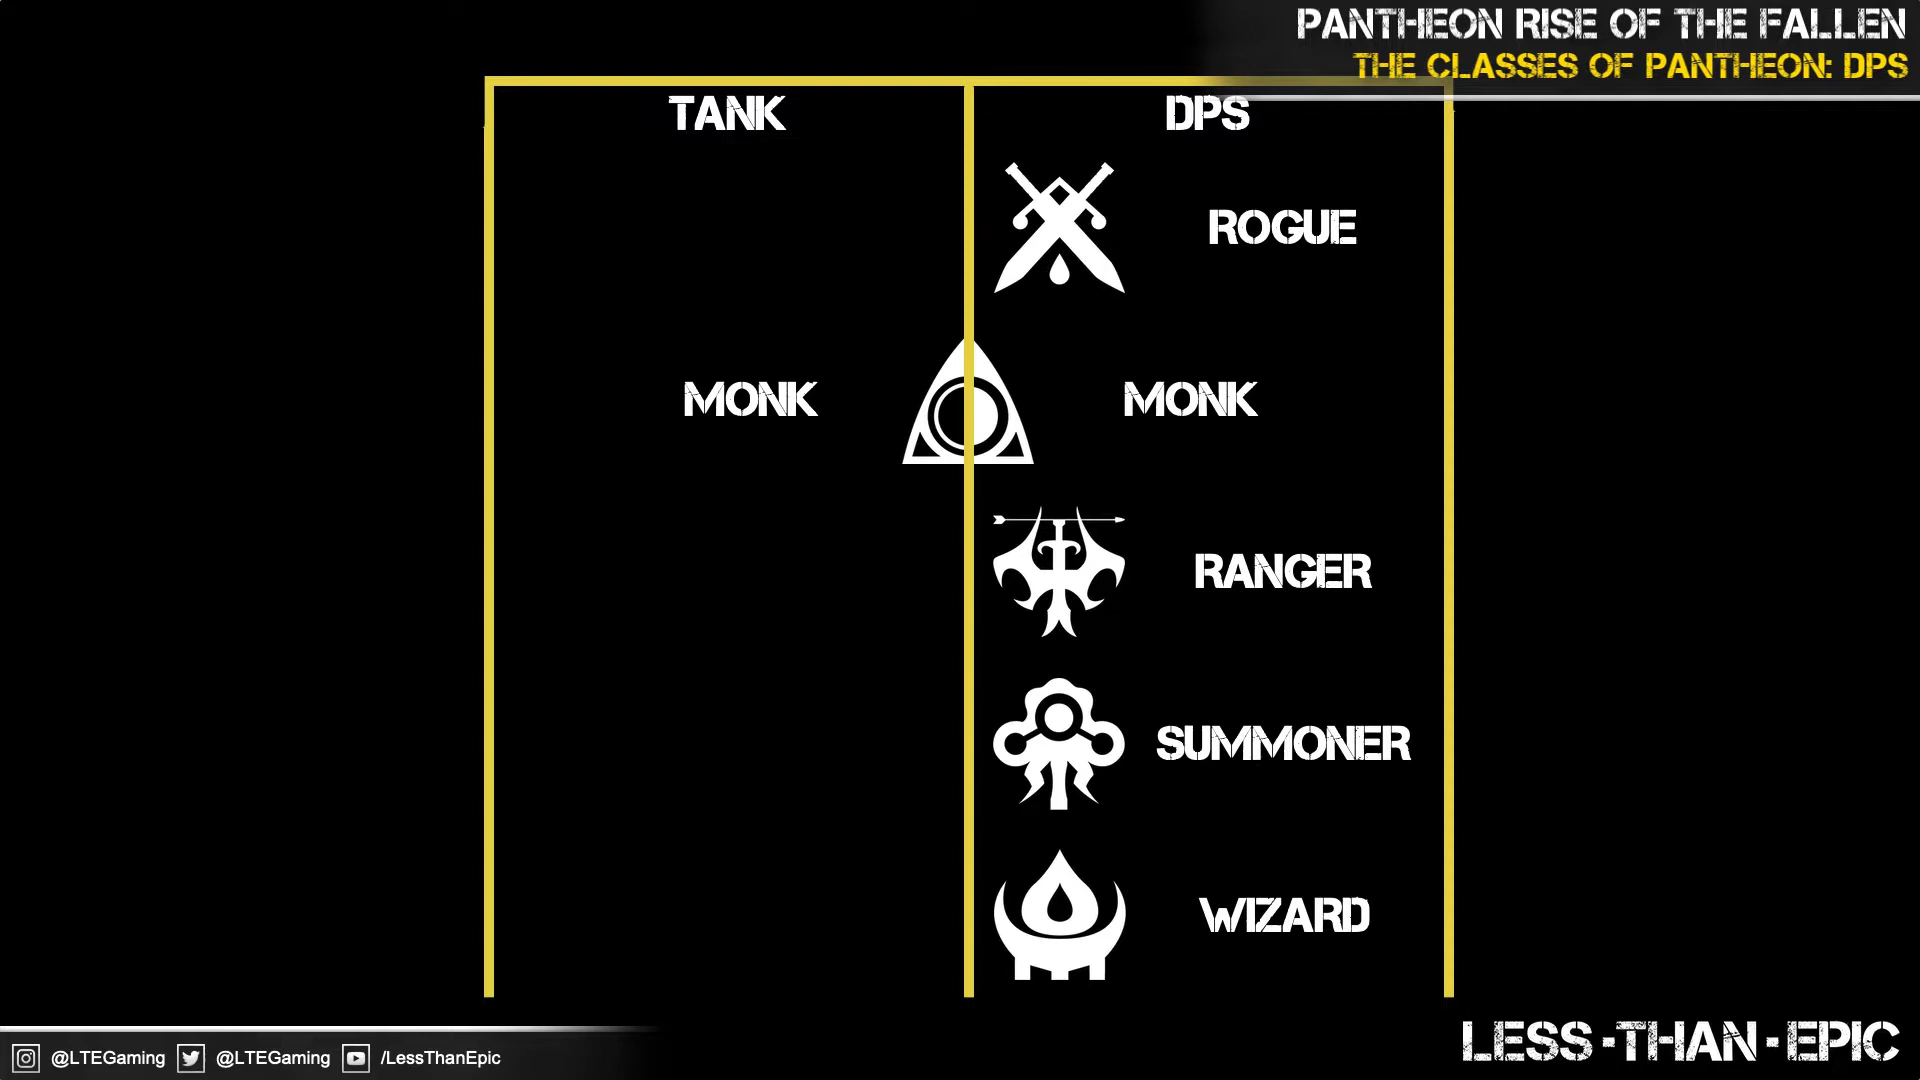 PANTHEON RISE OF THE FALLEN
THE CLASSES OF PANTHEON: DPS
TANK DPS
ROGUE
MONK MONK
RANGER
SUMMONER
WIZARD
LESS-THAN-EPIC
@LTEGaming @LTEGaming /LessThanEpic